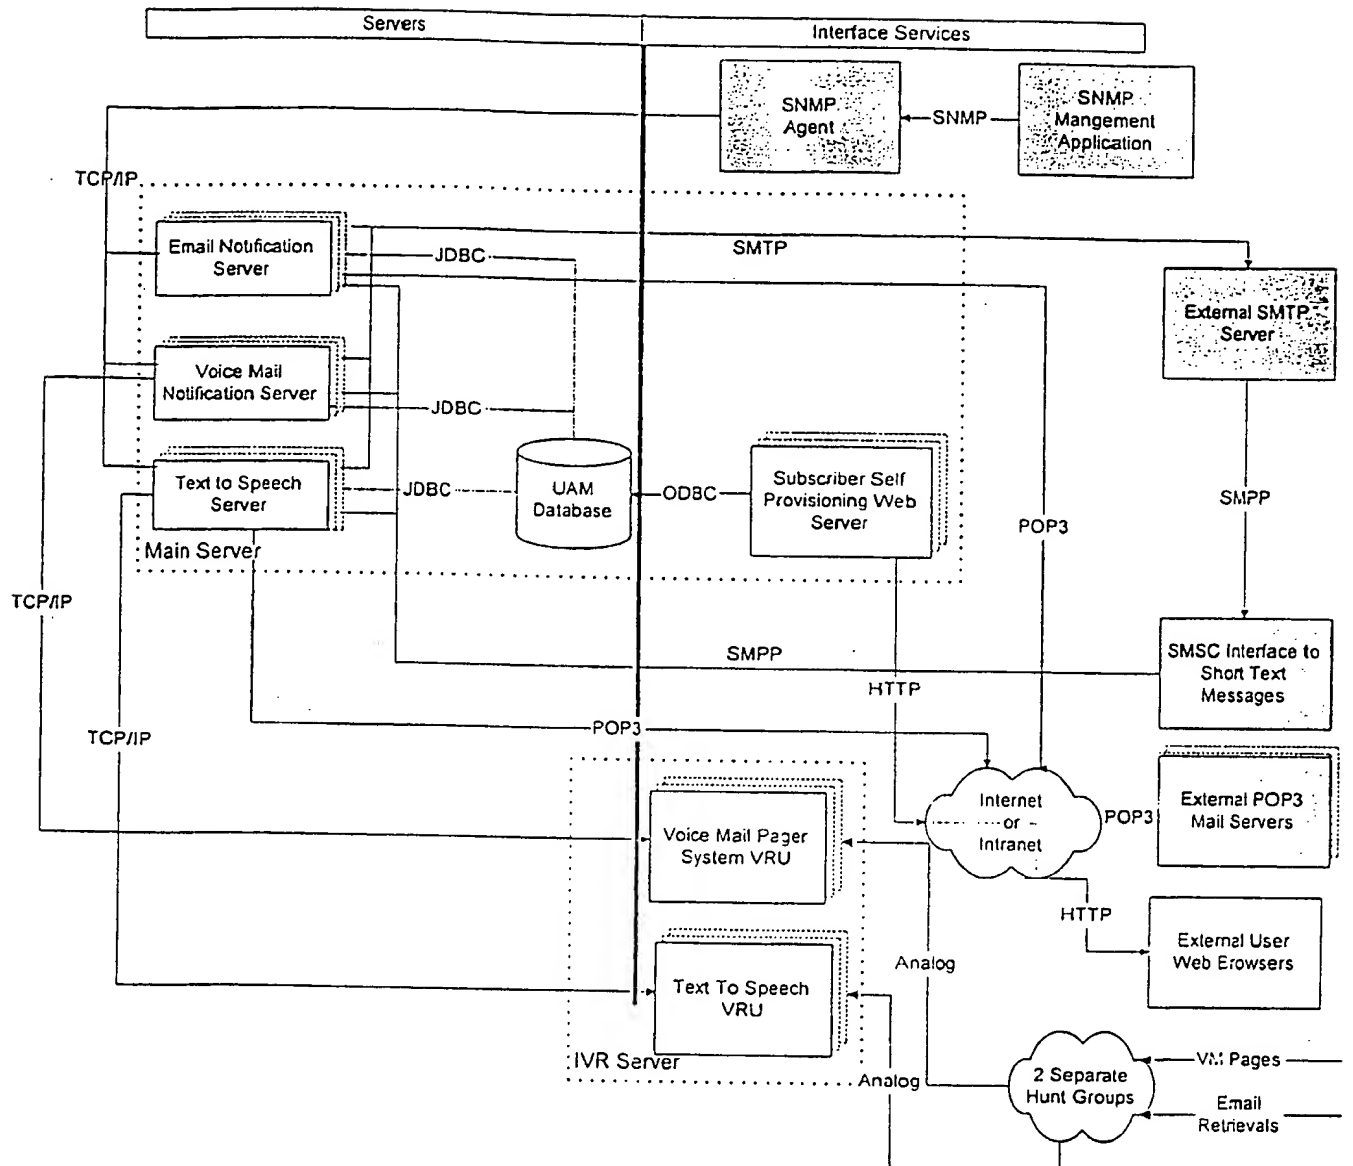 Servers
Interface Services
SNMP
Agent
SNMP
SNMP
Mangement
Application
TCP/IP
Email Notification
Server
JDBC
SMTP
External SMTP
Server
Voice Mail
Notification Server
JDBC
Text to Speech
Server
JDBC
UAM
Database
ODBC
Subscriber Self
Provisioning Web
Server
POP3
SMPP
Main Server
TCP/IP
SMPP
HTTP
SMSC Interface to
Short Text
Messages
TCP/IP
POP3
Voice Mail Pager
System VRU
Internet
or
Intranet
POP3
External POP3
Mail Servers
HTTP
External User
Web Erowsers
Analog
Text To Speech
VRU
IVR Server
Analog
2 Separate
Hunt Groups
VM Pages
Email
Retrievals